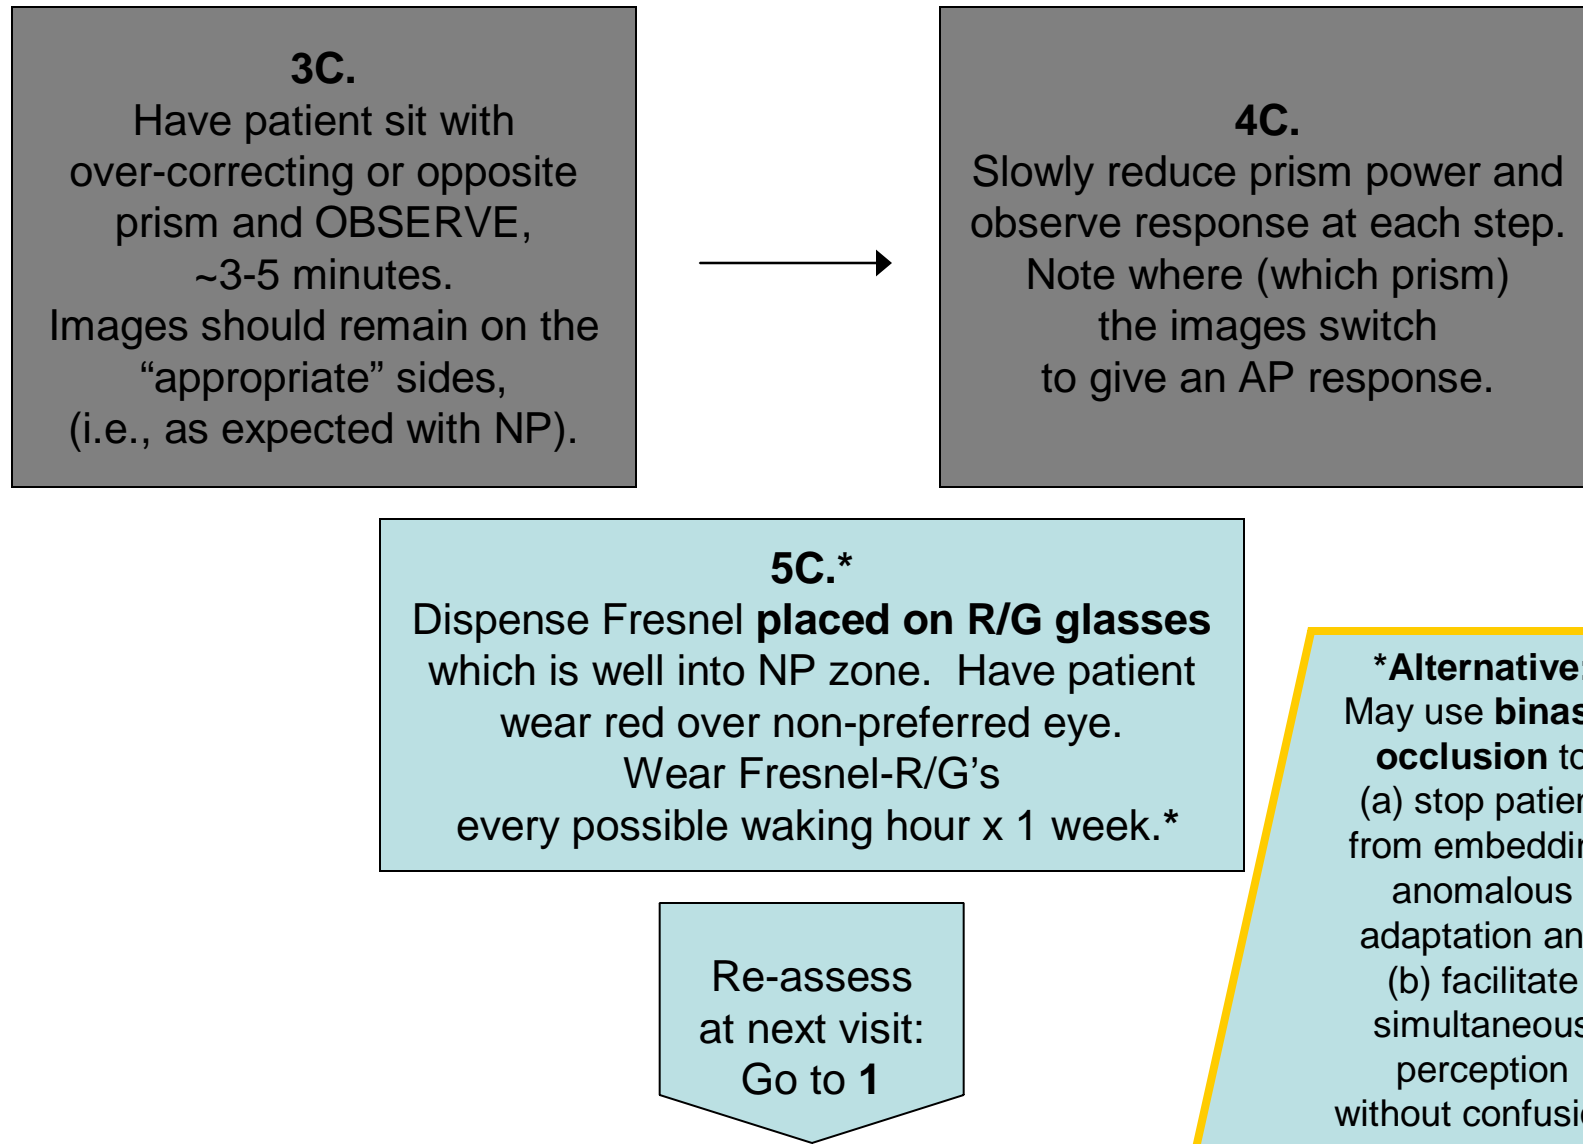 3C.
Have patient sit with
over-correcting or opposite
prism and OBSERVE,
~3-5 minutes.
Images should remain on the
“appropriate” sides,
(i.e., as expected with NP).
4C.
Slowly reduce prism power and
observe response at each step.
Note where (which prism)
the images switch
to give an AP response.
5C.*
Dispense Fresnel placed on R/G glasses
which is well into NP zone.  Have patient
wear red over non-preferred eye.
Wear Fresnel-R/G’s
every possible waking hour x 1 week.*
*Alternative:
May use
occlusion to
(a) stop
from
anomalous
adaptation
(b) facilitate
simultaneous
perception
without
Re-assess
at next visit:
Go to 1